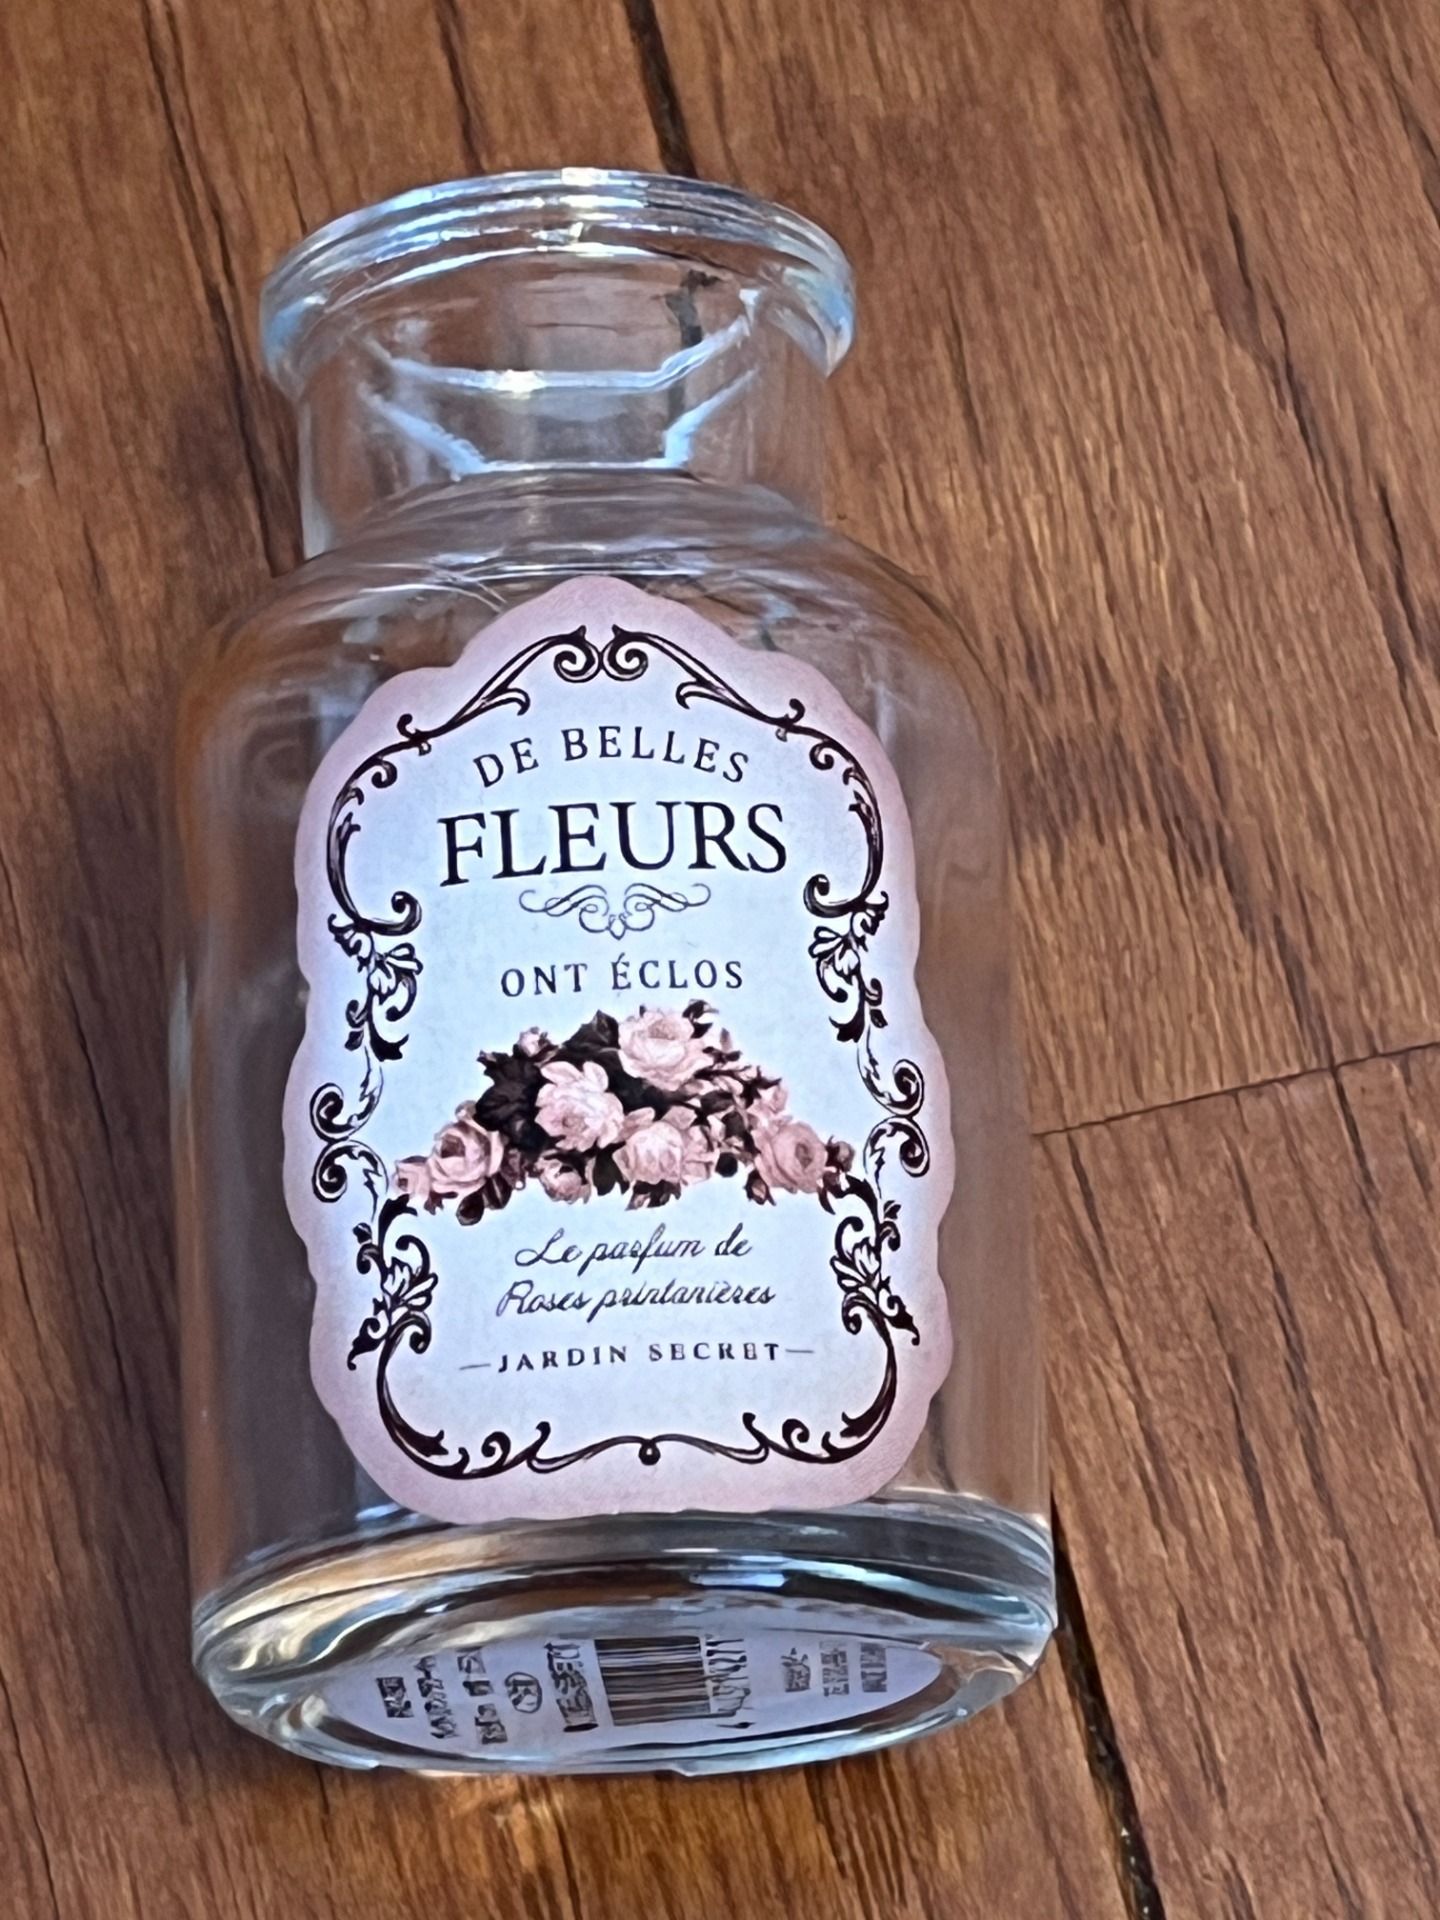 DE BELLES
FLEURS
ONT ÉCLOS
Le parfum de
Roses printanières
—JARDIN SECRET—